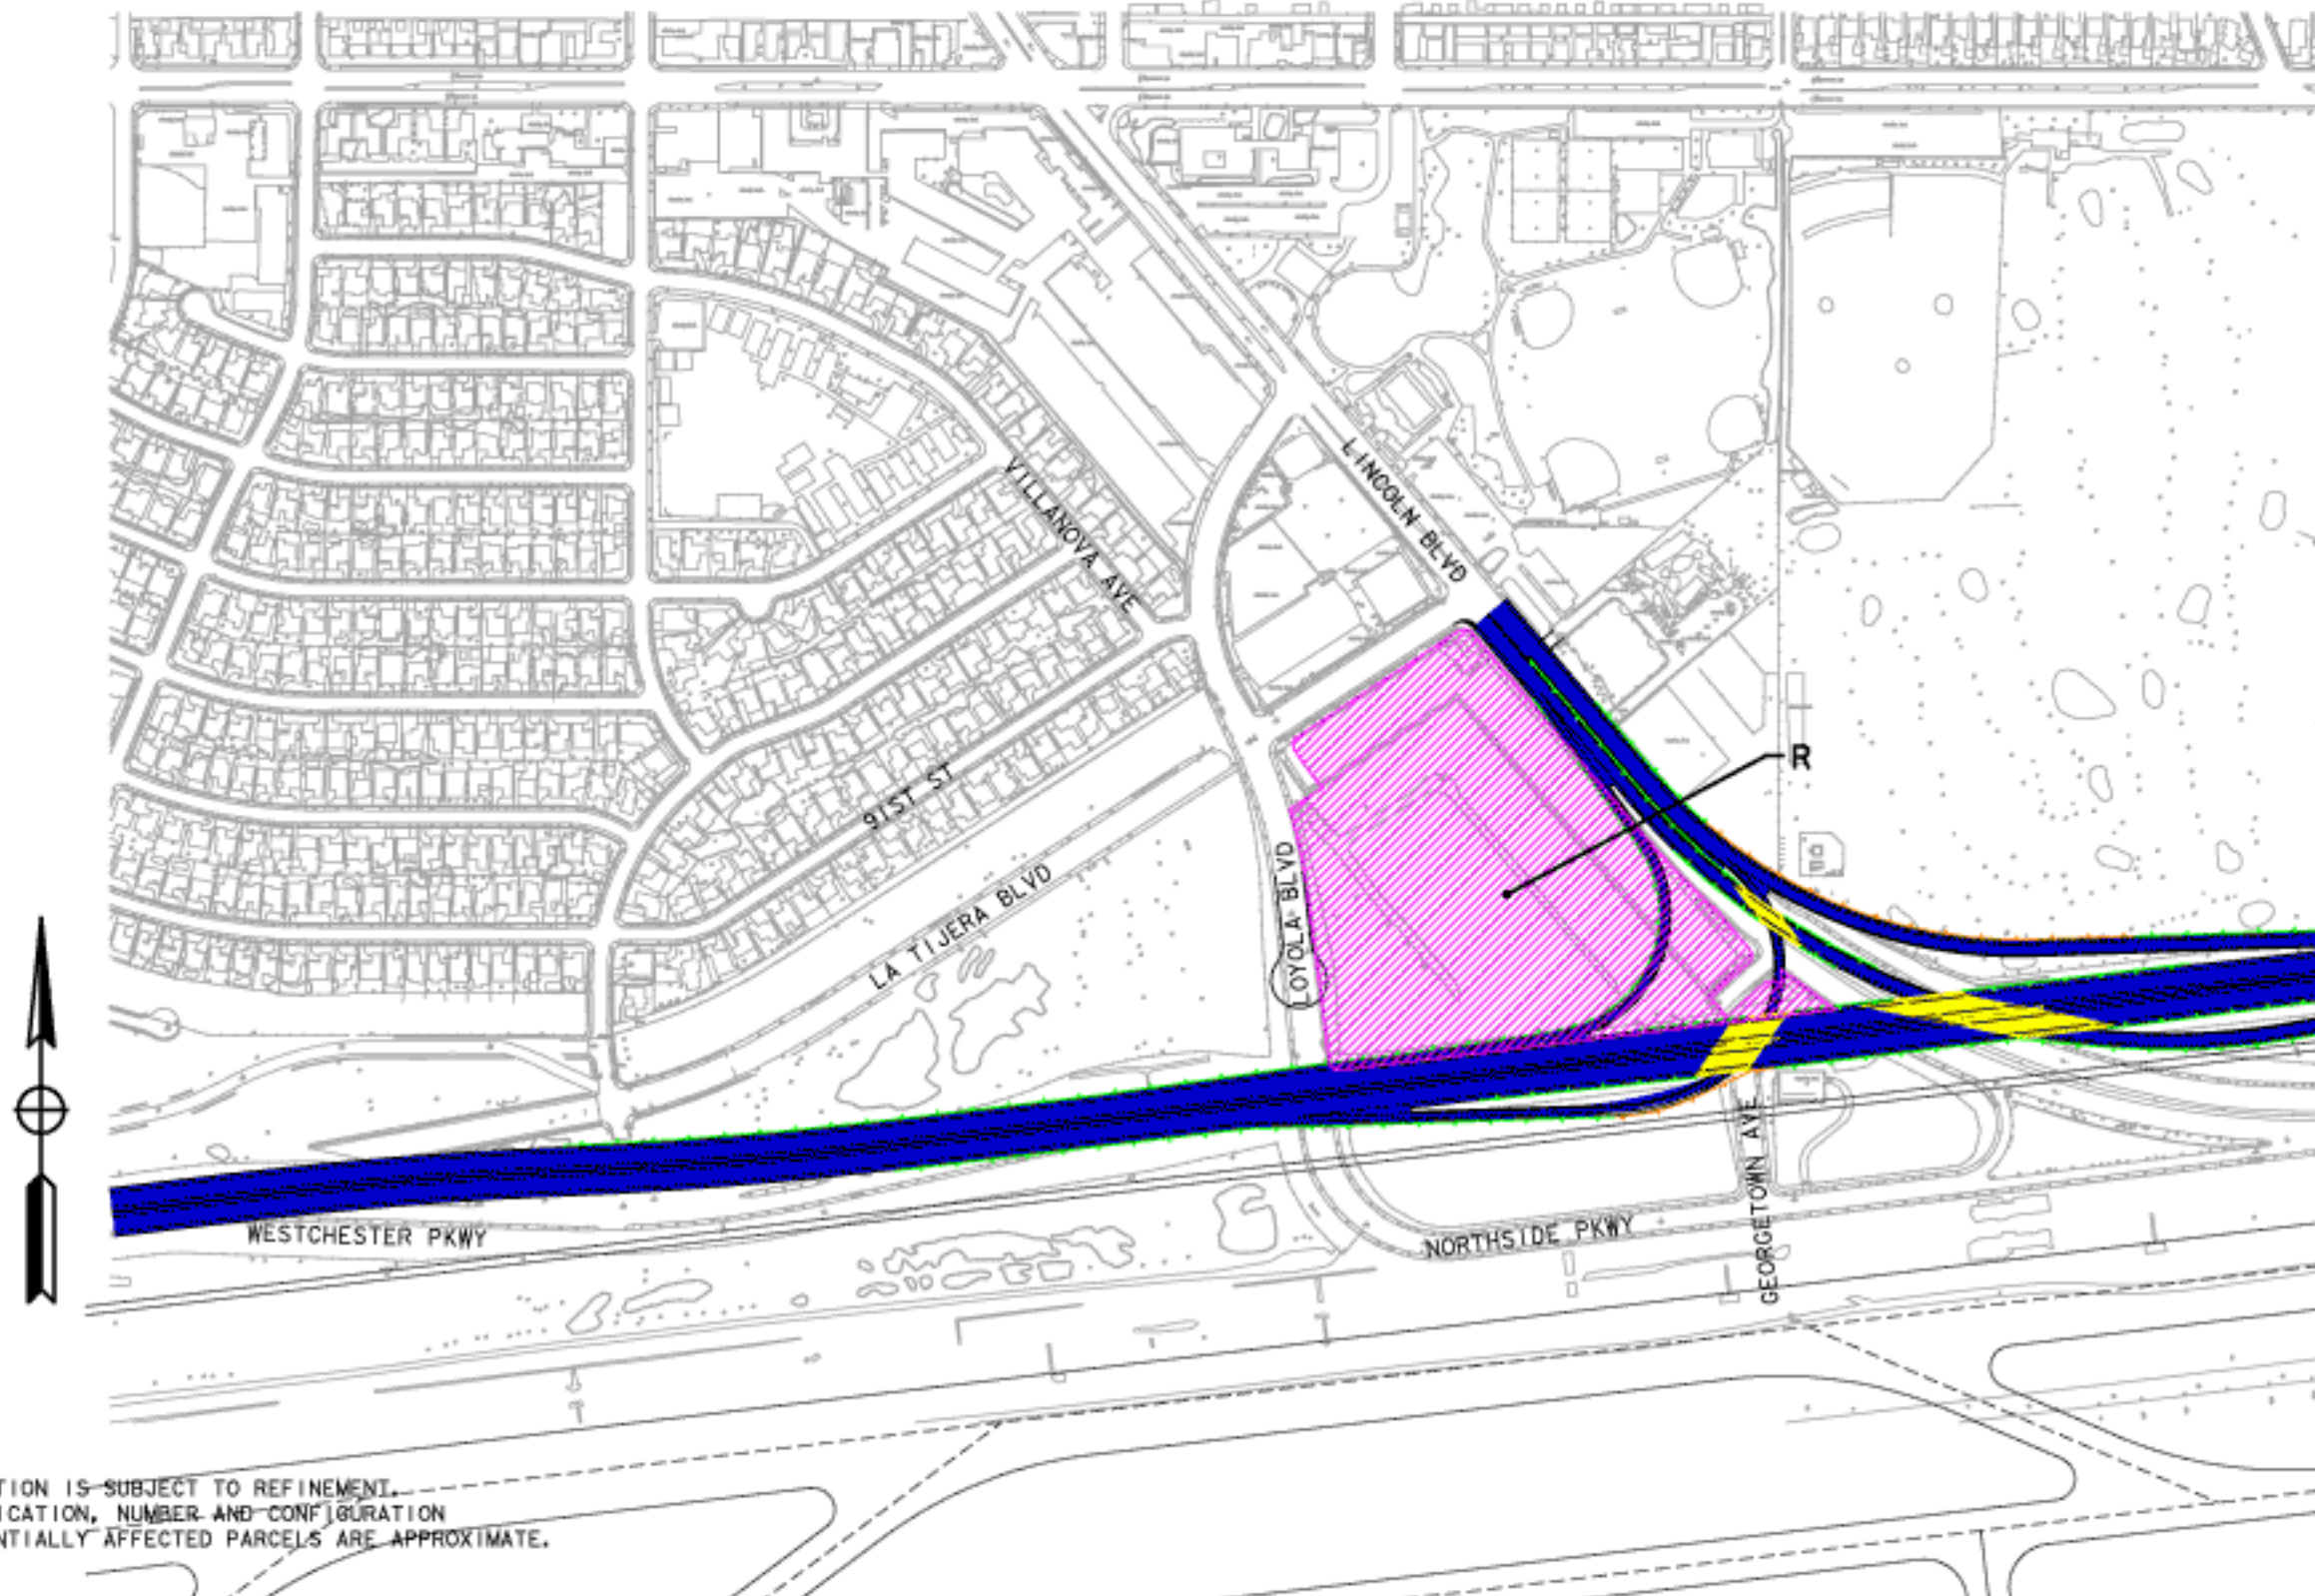 LINCOLN BLVD
VILLANOVA AVE
R
91ST ST
LA TIJERA BLVD
LOYOLA BLVD
WESTCHESTER PKWY
NORTHSIDE PKWY
GEORGETOWN AVE
TION IS SUBJECT TO REFINEMENT.
ICATION, NUMBER AND CONFIGURATION
NTIALLY AFFECTED PARCELS ARE APPROXIMATE.